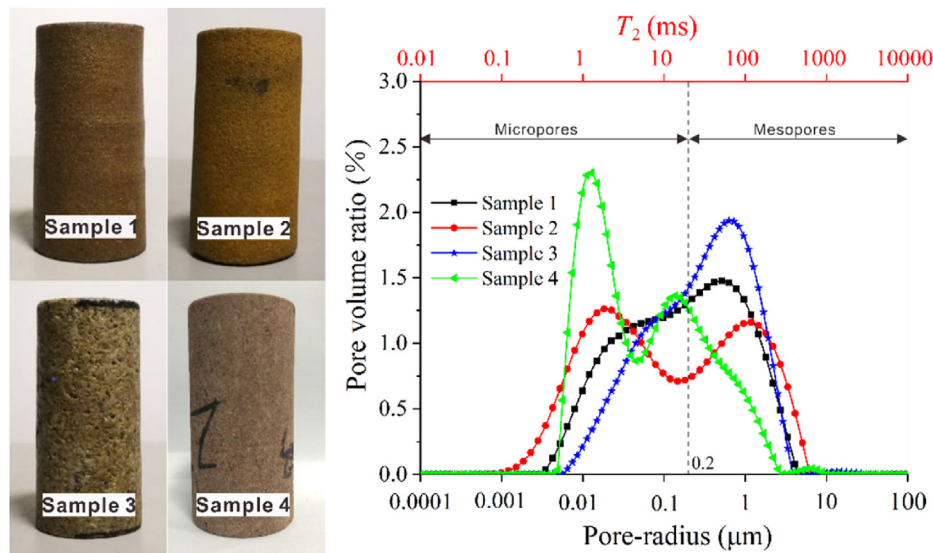 Sample 1
Sample 2
Sample 3
Sample 4
T₂ (ms)
0.01 0.1 1 10 100 1000 10000
3.0
2.5
2.0
1.5
1.0
0.5
0.0
Pore volume ratio (%)
Micropores
Mesopores
Sample 1
Sample 2
Sample 3
Sample 4
0.2
0.0001 0.001 0.01 0.1 1 10 100
Pore-radius (μm)